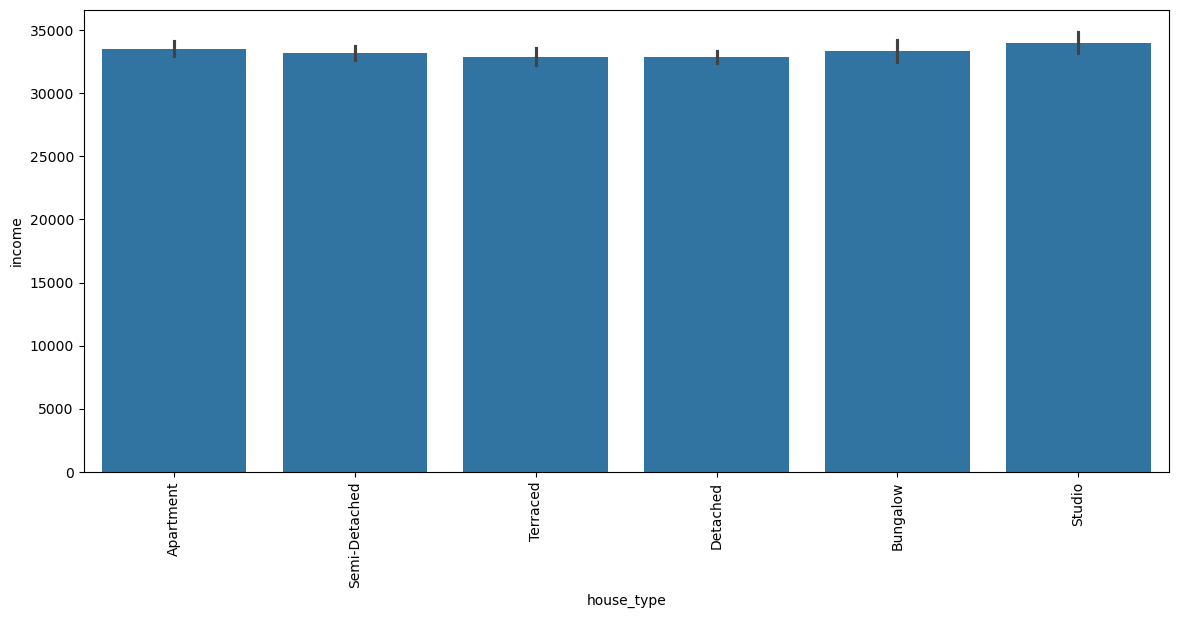 35000
30000
25000
20000
15000
10000
5000
0
income
Apartment
Semi-Detached
Terraced
Detached
Bungalow
Studio
house_type